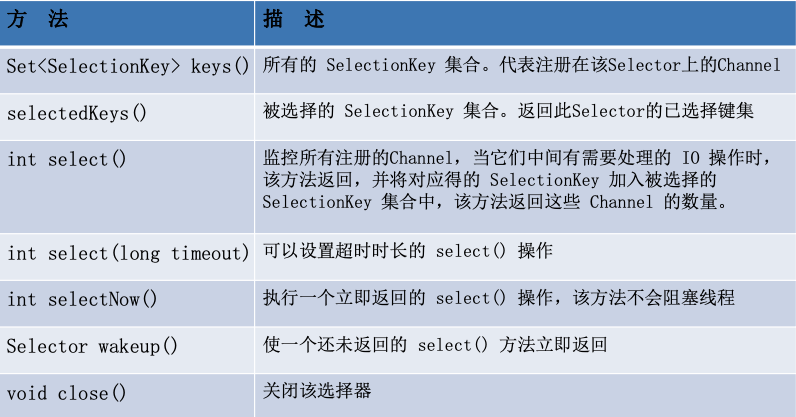 方 法 描 述
Set<SelectionKey> keys() 所有的 SelectionKey 集合。代表注册在该Selector上的Channel
selectedKeys() 被选择的 SelectionKey 集合。返回此Selector的已选择键集
int select() 监控所有注册的Channel，当它们中间有需要处理的 IO 操作时，
该方法返回，并将对应得的 SelectionKey 加入被选择的
SelectionKey 集合中，该方法返回这些 Channel 的数量。
int select(long timeout) 可以设置超时时长的 select() 操作
int selectNow() 执行一个立即返回的 select() 操作，该方法不会阻塞线程
Selector wakeup() 使一个还未返回的 select() 方法立即返回
void close() 关闭该选择器